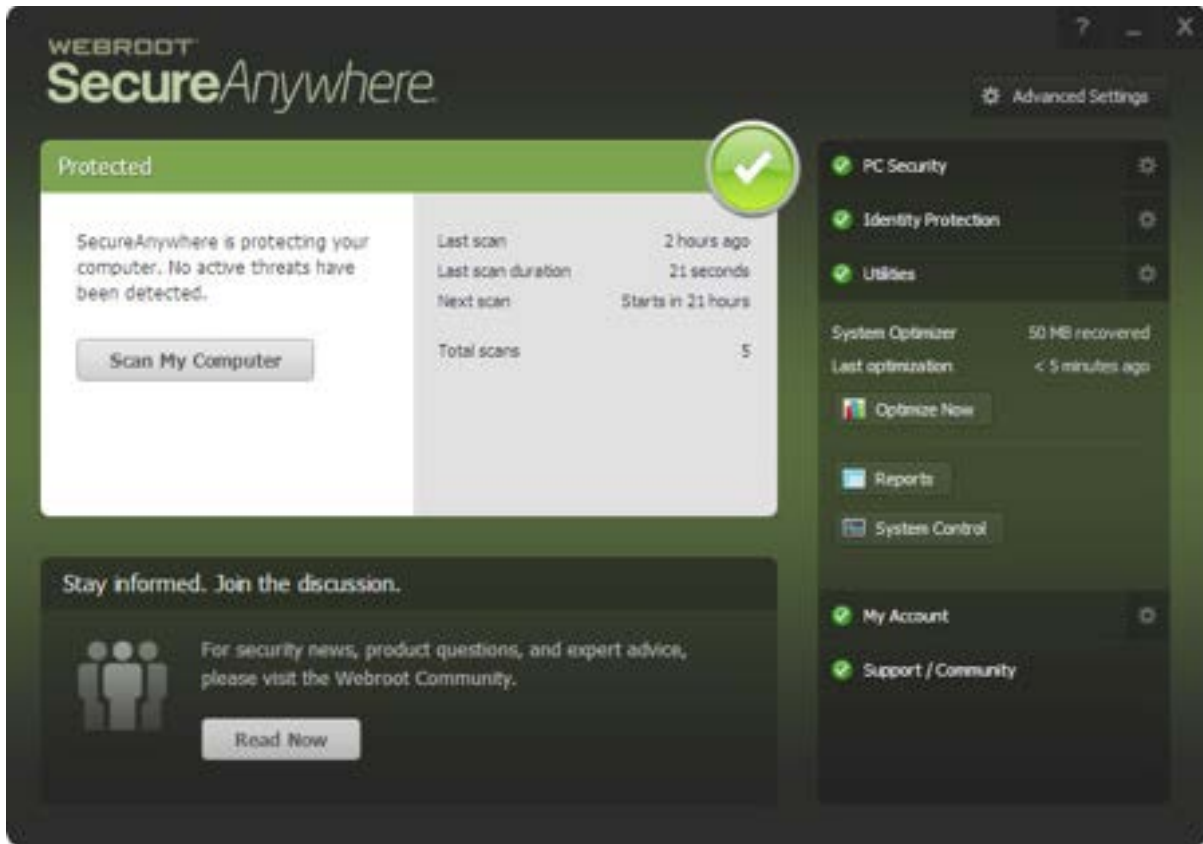 WEBROOT
SecureAnywhere
?
X
Advanced Settings
Protected
SecureAnywhere is protecting your
computer. No active threats have
been detected.
Scan My Computer
Last scan 2 hours ago
Last scan duration 21 seconds
Next scan Starts in 21 hours
Total scans 5
PC Security
Identity Protection
Utilities
System Optimizer 50 MB recovered
Last optimization < 5 minutes ago
Optimize Now
Reports
System Control
My Account
Support / Community
Stay informed. Join the discussion.
For security news, product questions, and expert advice,
please visit the Webroot Community.
Read Now